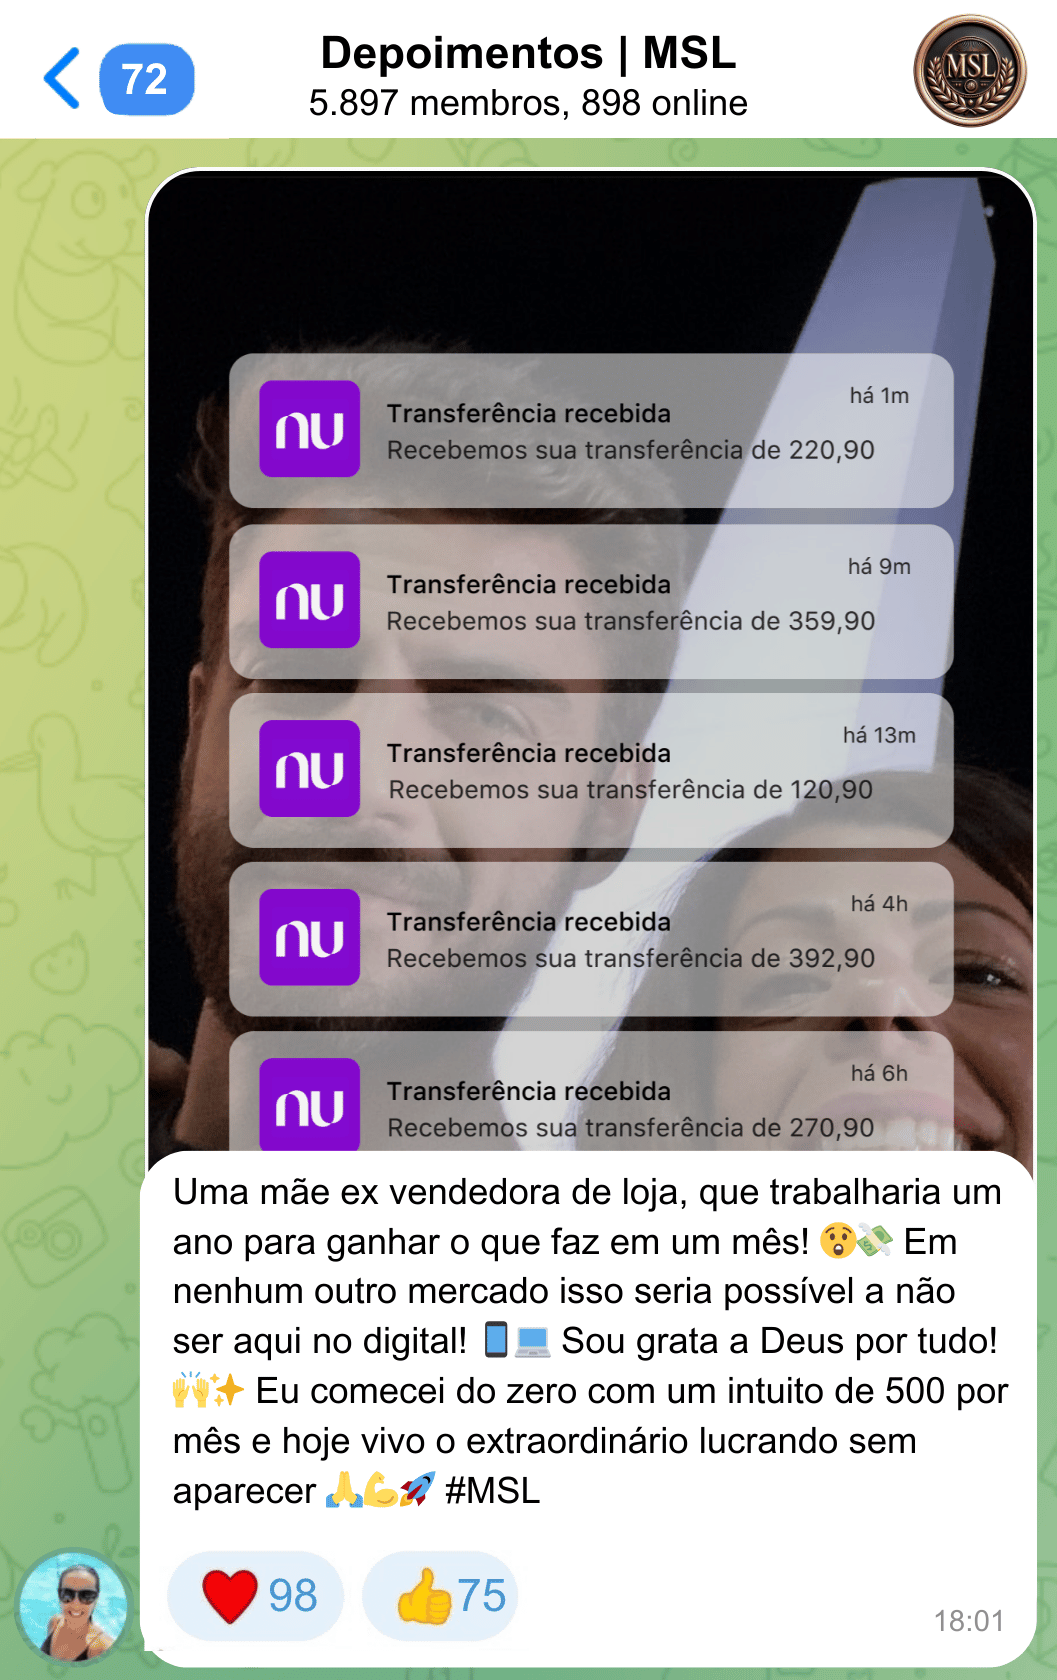 72
Depoimentos | MSL
5.897 membros, 898 online
MSL
há 1m
nu
Transferência recebida
Recebemos sua transferência de 220,90
há 9m
nu
Transferência recebida
Recebemos sua transferência de 359,90
há 13m
nu
Transferência recebida
Recebemos sua transferência de 120,90
há 4h
nu
Transferência recebida
Recebemos sua transferência de 392,90
há 6h
nu
Transferência recebida
Recebemos sua transferência de 270,90
Uma mãe ex vendedora de loja, que trabalharia um
ano para ganhar o que faz em um mês! 😲💸 Em
nenhum outro mercado isso seria possível a não
ser aqui no digital! 📱💻 Sou grata a Deus por tudo!
🙌✨ Eu comecei do zero com um intuito de 500 por
mês e hoje vivo o extraordinário lucrando sem
aparecer 🙏💪🚀 #MSL
❤️ 98 👍 75
18:01